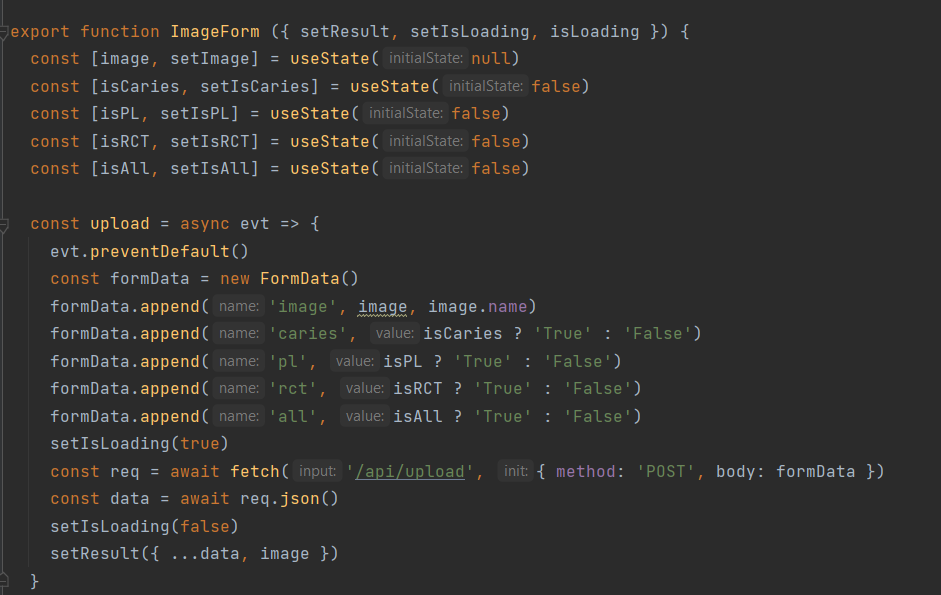 export function ImageForm ({ setResult, setIsLoading, isLoading }) {
const [image, setImage] = useState( initialState: null)
const [isCaries, setIsCaries] = useState( initialState: false)
const [isPL, setIsPL] = useState( initialState: false)
const [isRCT, setIsRCT] = useState( initialState: false)
const [isAll, setIsAll] = useState( initialState: false)
const upload = async evt => {
evt.preventDefault()
const formData = new FormData()
formData.append( name: 'image', image, image.name)
formData.append( name: 'caries', value: isCaries ? 'True' : 'False')
formData.append( name: 'pl', value: isPL ? 'True' : 'False')
formData.append( name: 'rct', value: isRCT ? 'True' : 'False')
formData.append( name: 'all', value: isAll ? 'True' : 'False')
setIsLoading(true)
const req = await fetch( input: '/api/upload', init: { method: 'POST', body: formData })
const data = await req.json()
setIsLoading(false)
setResult({ ...data, image })
}